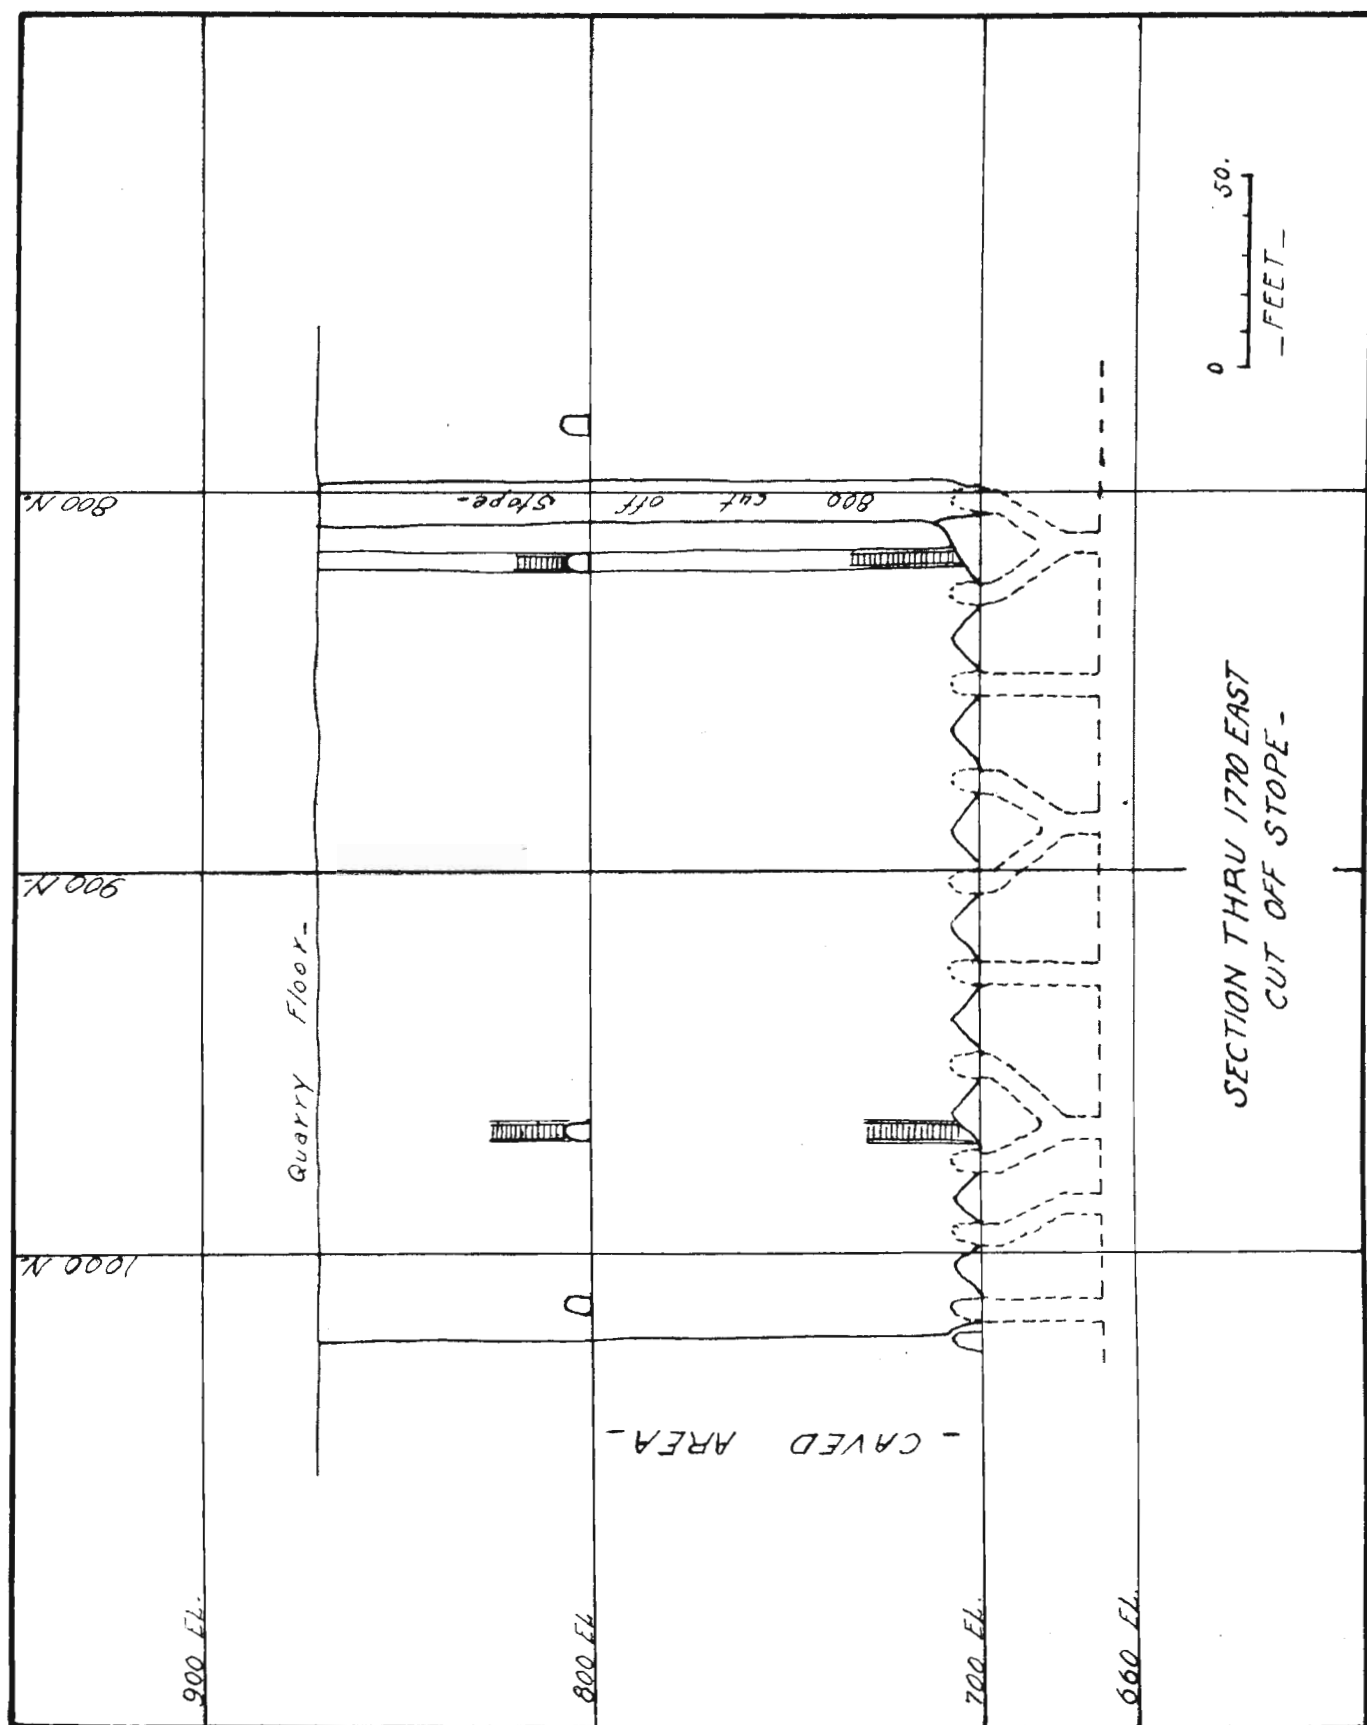 800 N.
900 N-
1000 N.
Quarry Floor-
800 cut off Stope-
- CAVED AREA-
900 EL.
800 EL
700 EL.
660 EL.
0 50.
-FEET-
SECTION THRU 1770 EAST
CUT OFF STOPE-